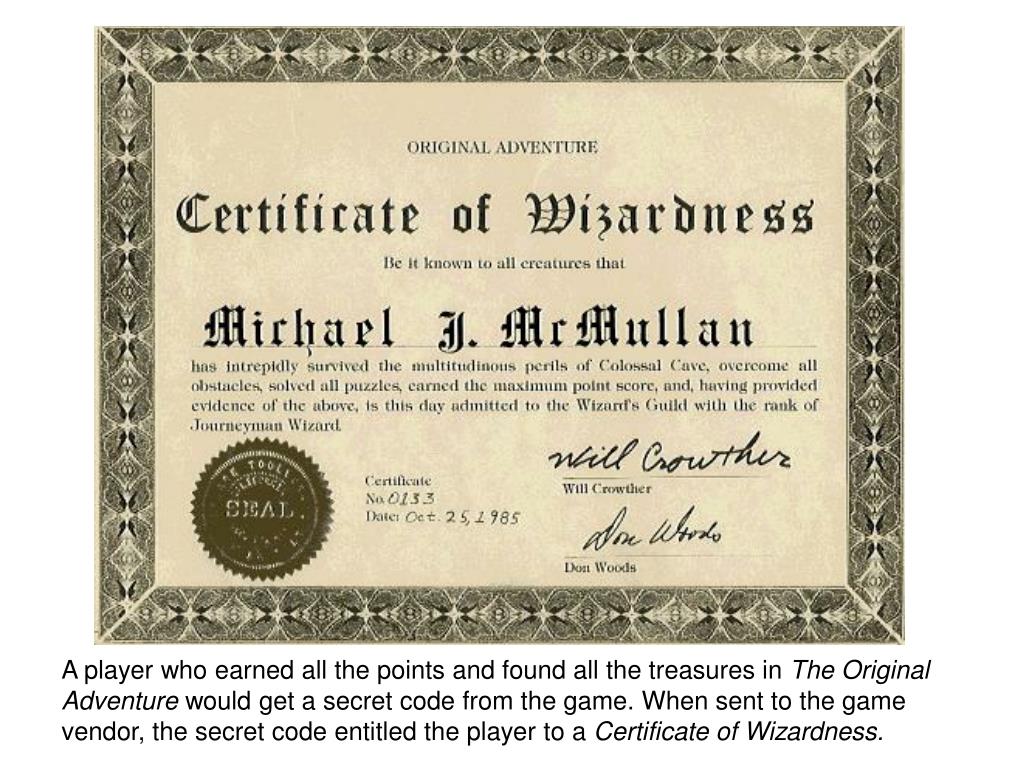 ORIGINAL ADVENTURE
Certificate of Wizardness
Be it known to all creatures that
Michael J. McMullan
has intrepidly survived the multitudinous perils of Colossal Cave, overcome all
obstacles, solved all puzzles, earned the maximum point score, and, having provided
evidence of the above, is this day admitted to the Wizard's Guild with the rank of
Journeyman Wizard
Will Crowther
Certificate
Will Crowther
No. 0133
SEAL
Date: Oct. 25, 1985
Don Woods
Don Woods
A player who earned all the points and found all the treasures in The Original
Adventure would get a secret code from the game. When sent to the game
vendor, the secret code entitled the player to a Certificate of Wizardness.